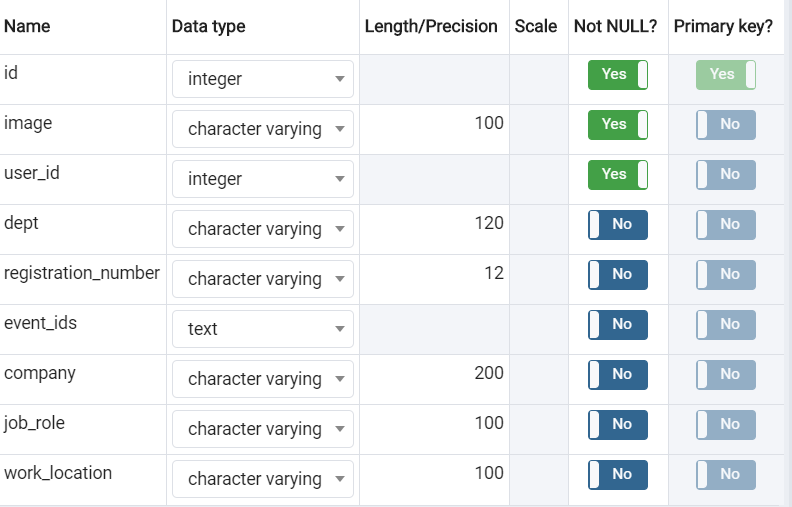 Name Data type Length/Precision Scale Not NULL? Primary key?
id integer Yes Yes
image character varying 100 Yes No
user_id integer Yes No
dept character varying 120 No No
registration_number character varying 12 No No
event_ids text No No
company character varying 200 No No
job_role character varying 100 No No
work_location character varying 100 No No